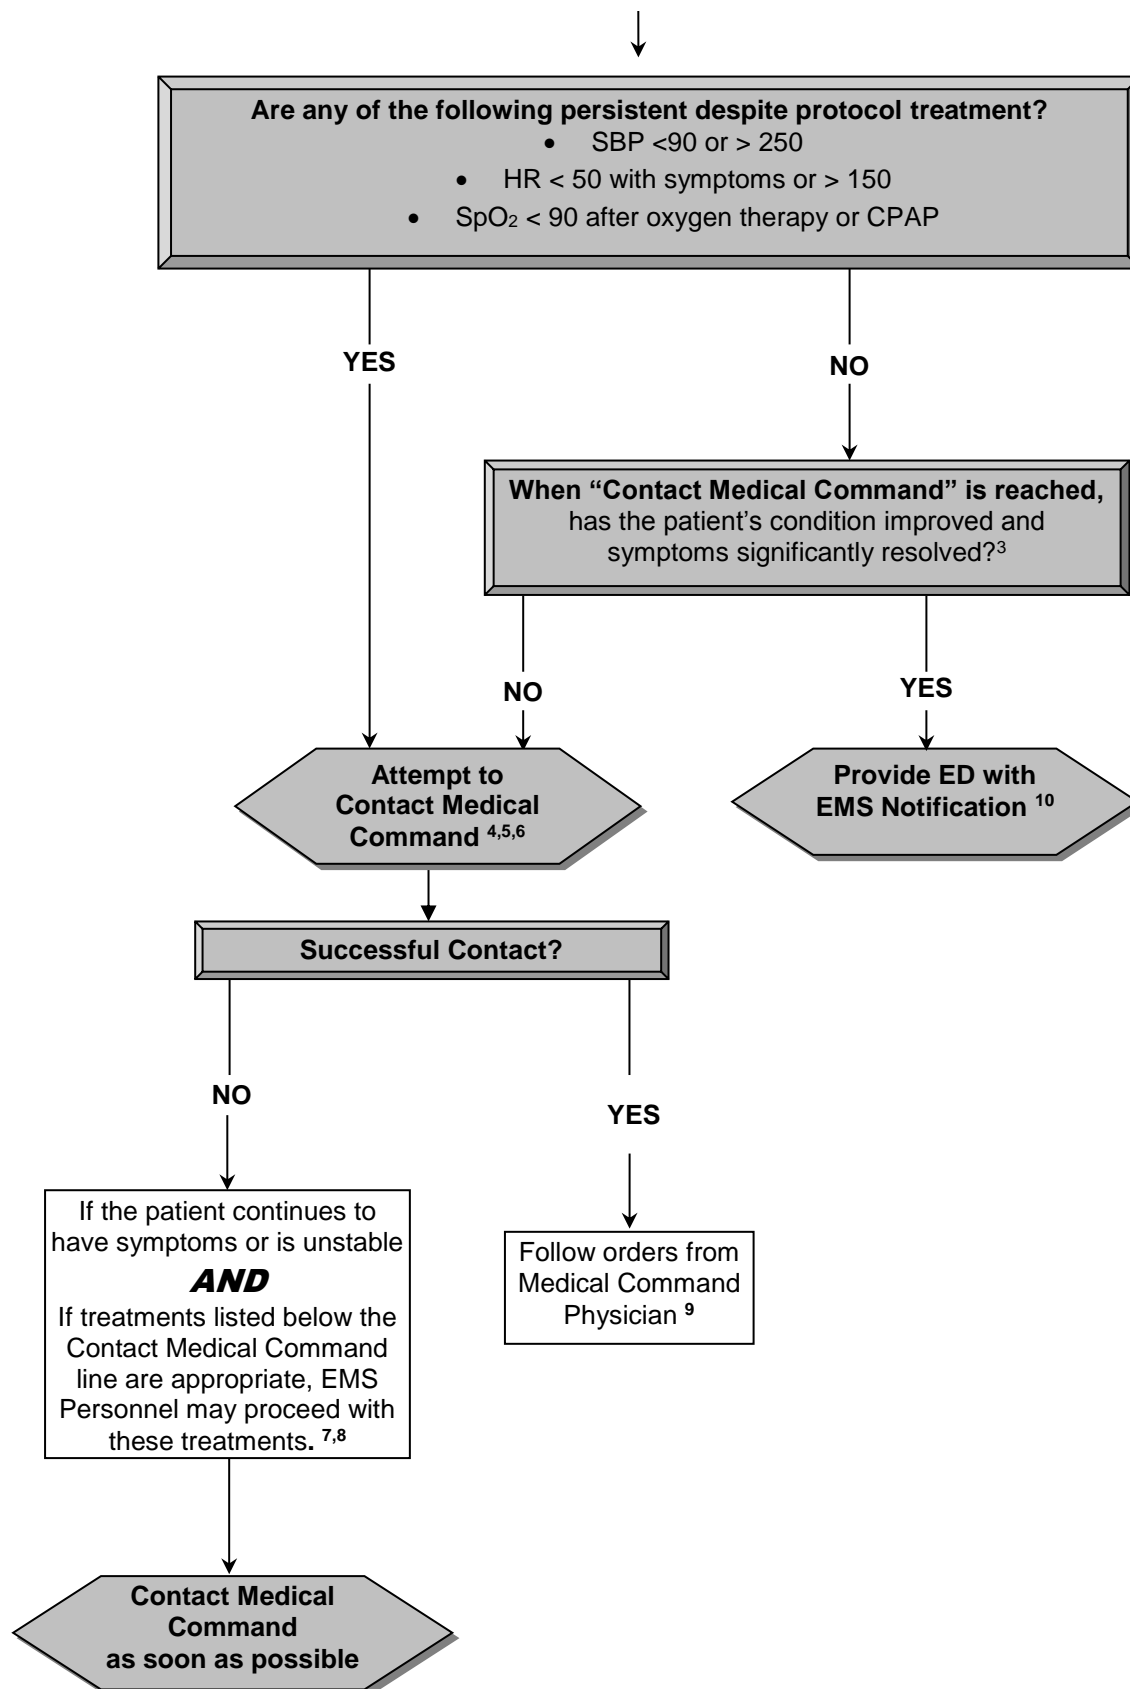 Are any of the following persistent despite protocol treatment?
• SBP <90 or > 250
• HR < 50 with symptoms or > 150
• SpO₂ < 90 after oxygen therapy or CPAP
YES
NO
When “Contact Medical Command” is reached,
has the patient’s condition improved and
symptoms significantly resolved?³
NO
YES
Attempt to
Contact Medical
Command ⁴,⁵,⁶
Provide ED with
EMS Notification ¹⁰
Successful Contact?
NO
YES
If the patient continues to
have symptoms or is unstable
AND
If treatments listed below the
Contact Medical Command
line are appropriate, EMS
Personnel may proceed with
these treatments. ⁷,⁸
Follow orders from
Medical Command
Physician ⁹
Contact Medical
Command
as soon as possible